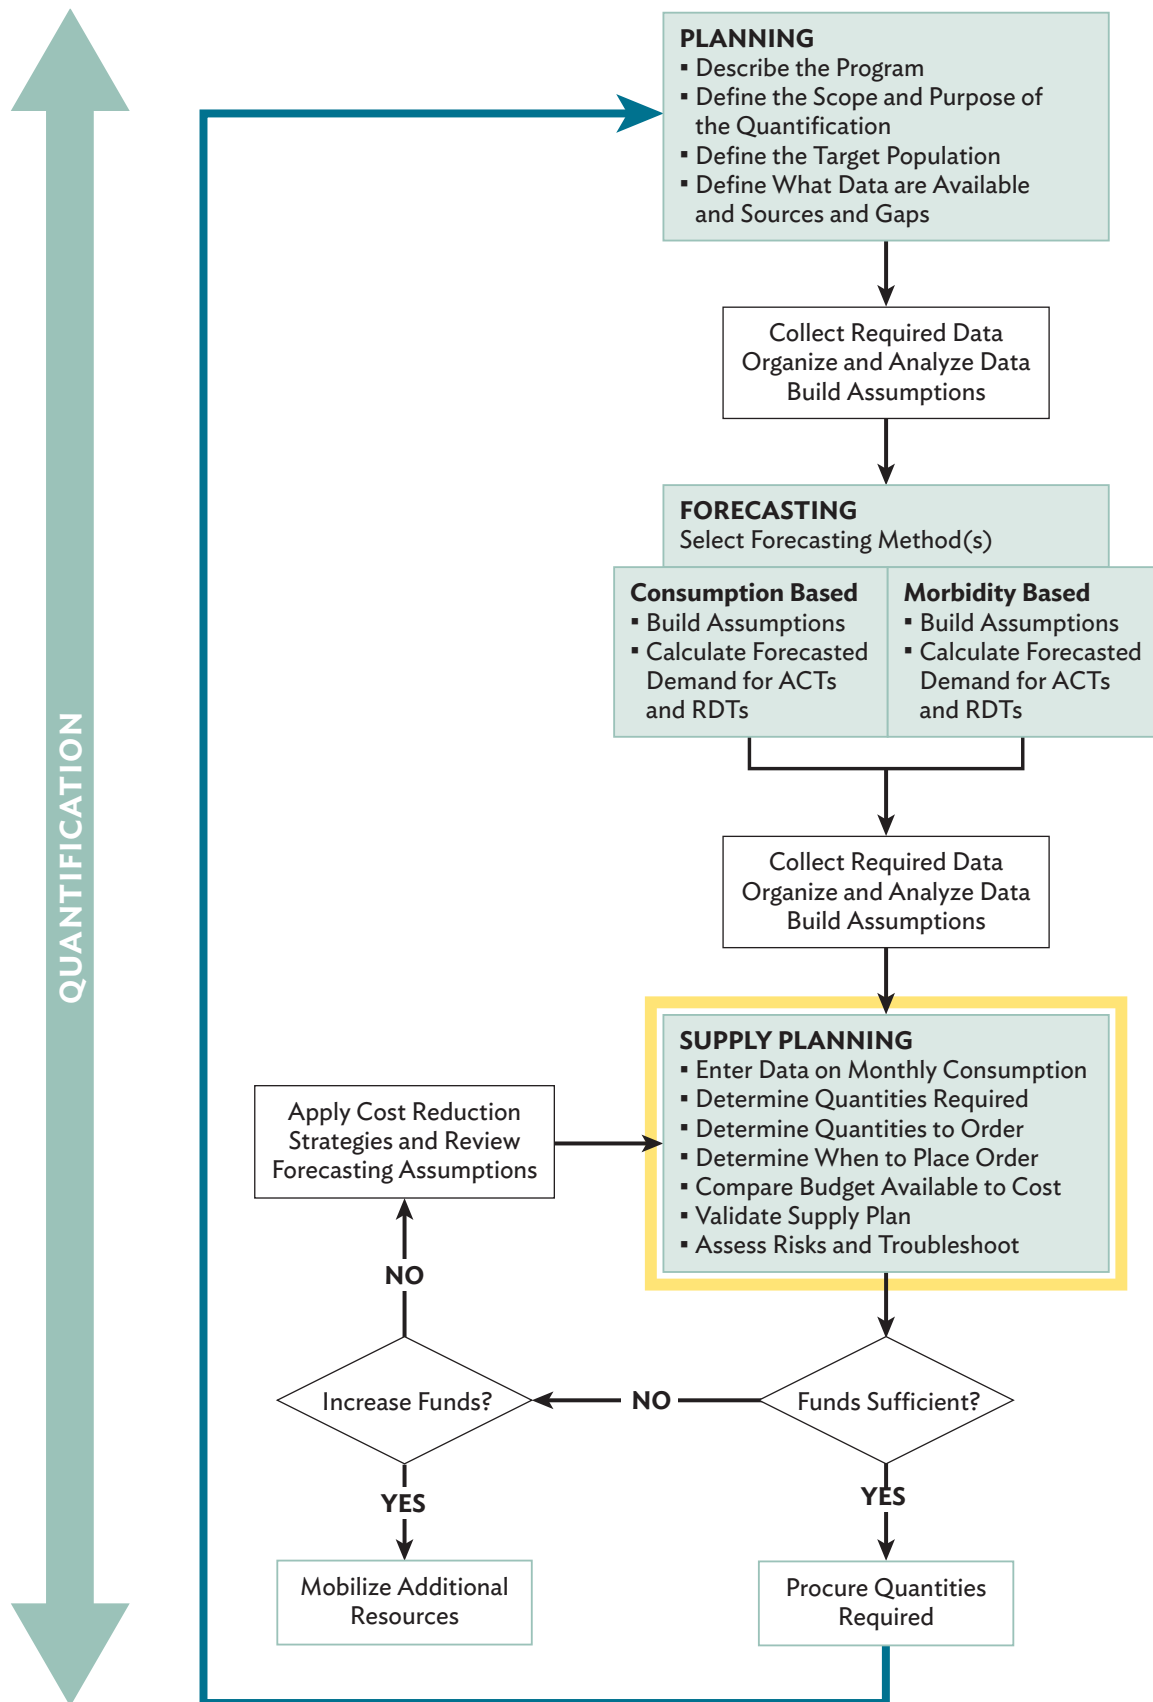 QUANTIFICATION
PLANNING
▪ Describe the Program
▪ Define the Scope and Purpose of
the Quantification
▪ Define the Target Population
▪ Define What Data are Available
and Sources and Gaps
Collect Required Data
Organize and Analyze Data
Build Assumptions
FORECASTING
Select Forecasting Method(s)
Consumption Based
▪ Build Assumptions
▪ Calculate Forecasted
Demand for ACTs
and RDTs
Morbidity Based
▪ Build Assumptions
▪ Calculate Forecasted
Demand for ACTs
and RDTs
Collect Required Data
Organize and Analyze Data
Build Assumptions
SUPPLY PLANNING
▪ Enter Data on Monthly Consumption
▪ Determine Quantities Required
▪ Determine Quantities to Order
▪ Determine When to Place Order
▪ Compare Budget Available to Cost
▪ Validate Supply Plan
▪ Assess Risks and Troubleshoot
Apply Cost Reduction
Strategies and Review
Forecasting Assumptions
NO
Increase Funds?
NO
Funds Sufficient?
YES
YES
Mobilize Additional
Resources
Procure Quantities
Required